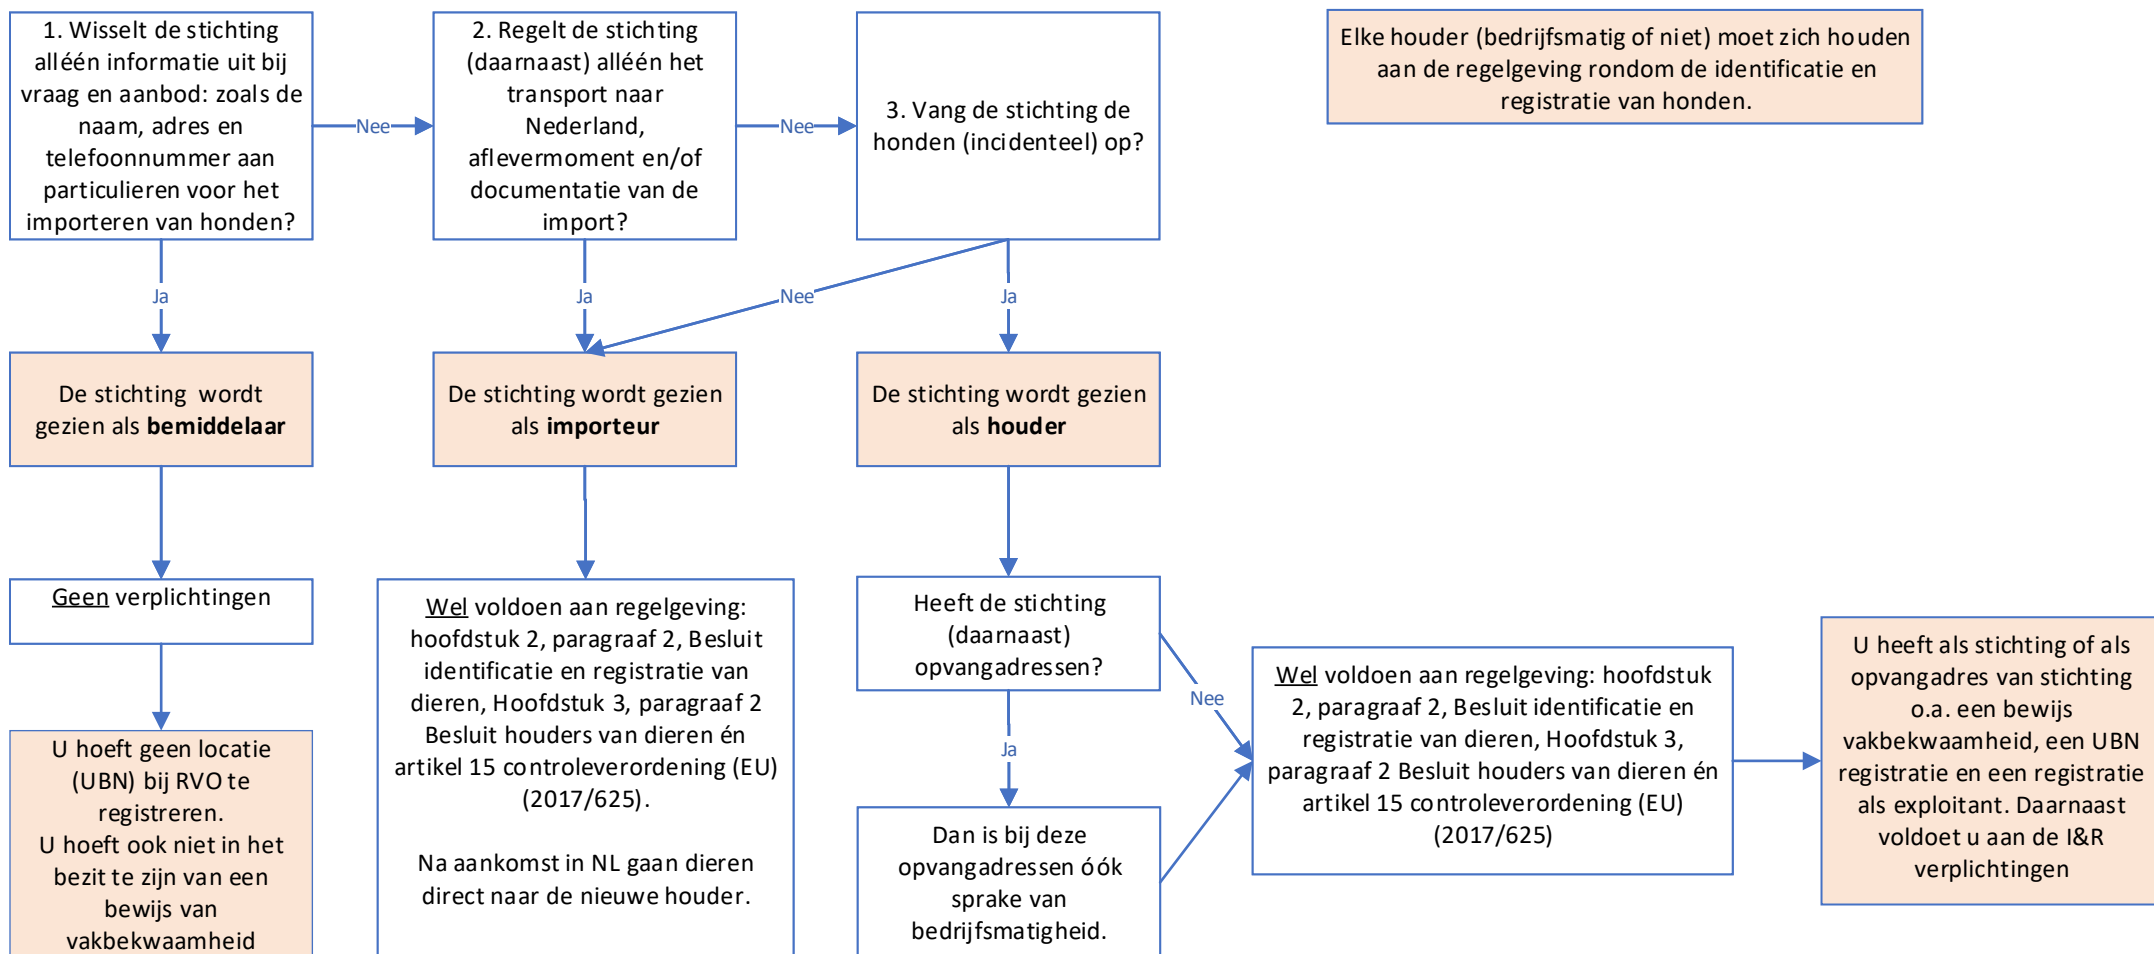 1. Wisselt de stichting
alléén informatie uit bij
vraag en aanbod: zoals de
naam, adres en
telefoonnummer aan
particulieren voor het
importeren van honden?
Nee
2. Regelt de stichting
(daarnaast) alléén het
transport naar
Nederland,
aflevermoment en/of
documentatie van de
import?
Nee
3. Vang de stichting de
honden (incidenteel) op?
Elke houder (bedrijfsmatig of niet) moet zich houden
aan de regelgeving rondom de identificatie en
registratie van honden.
Ja
Ja
Nee
Ja
De stichting wordt
gezien als bemiddelaar
De stichting wordt gezien
als importeur
De stichting wordt gezien
als houder
Geen verplichtingen
U hoeft geen locatie
(UBN) bij RVO te
registreren.
U hoeft ook niet in het
bezit te zijn van een
bewijs van
vakbekwaamheid
Wel voldoen aan regelgeving:
hoofdstuk 2, paragraaf 2, Besluit
identificatie en registratie van
dieren, Hoofdstuk 3, paragraaf 2
Besluit houders van dieren én
artikel 15 controleverordening (EU)
(2017/625).
Na aankomst in NL gaan dieren
direct naar de nieuwe houder.
Heeft de stichting
(daarnaast)
opvangadressen?
Nee
Ja
Dan is bij deze
opvangadressen óók
sprake van
bedrijfsmatigheid.
Wel voldoen aan regelgeving: hoofdstuk
2, paragraaf 2, Besluit identificatie en
registratie van dieren, Hoofdstuk 3,
paragraaf 2 Besluit houders van dieren én
artikel 15 controleverordening (EU)
(2017/625)
U heeft als stichting of als
opvangadres van stichting
o.a. een bewijs
vakbekwaamheid, een UBN
registratie en een registratie
als exploitant. Daarnaast
voldoet u aan de I&R
verplichtingen